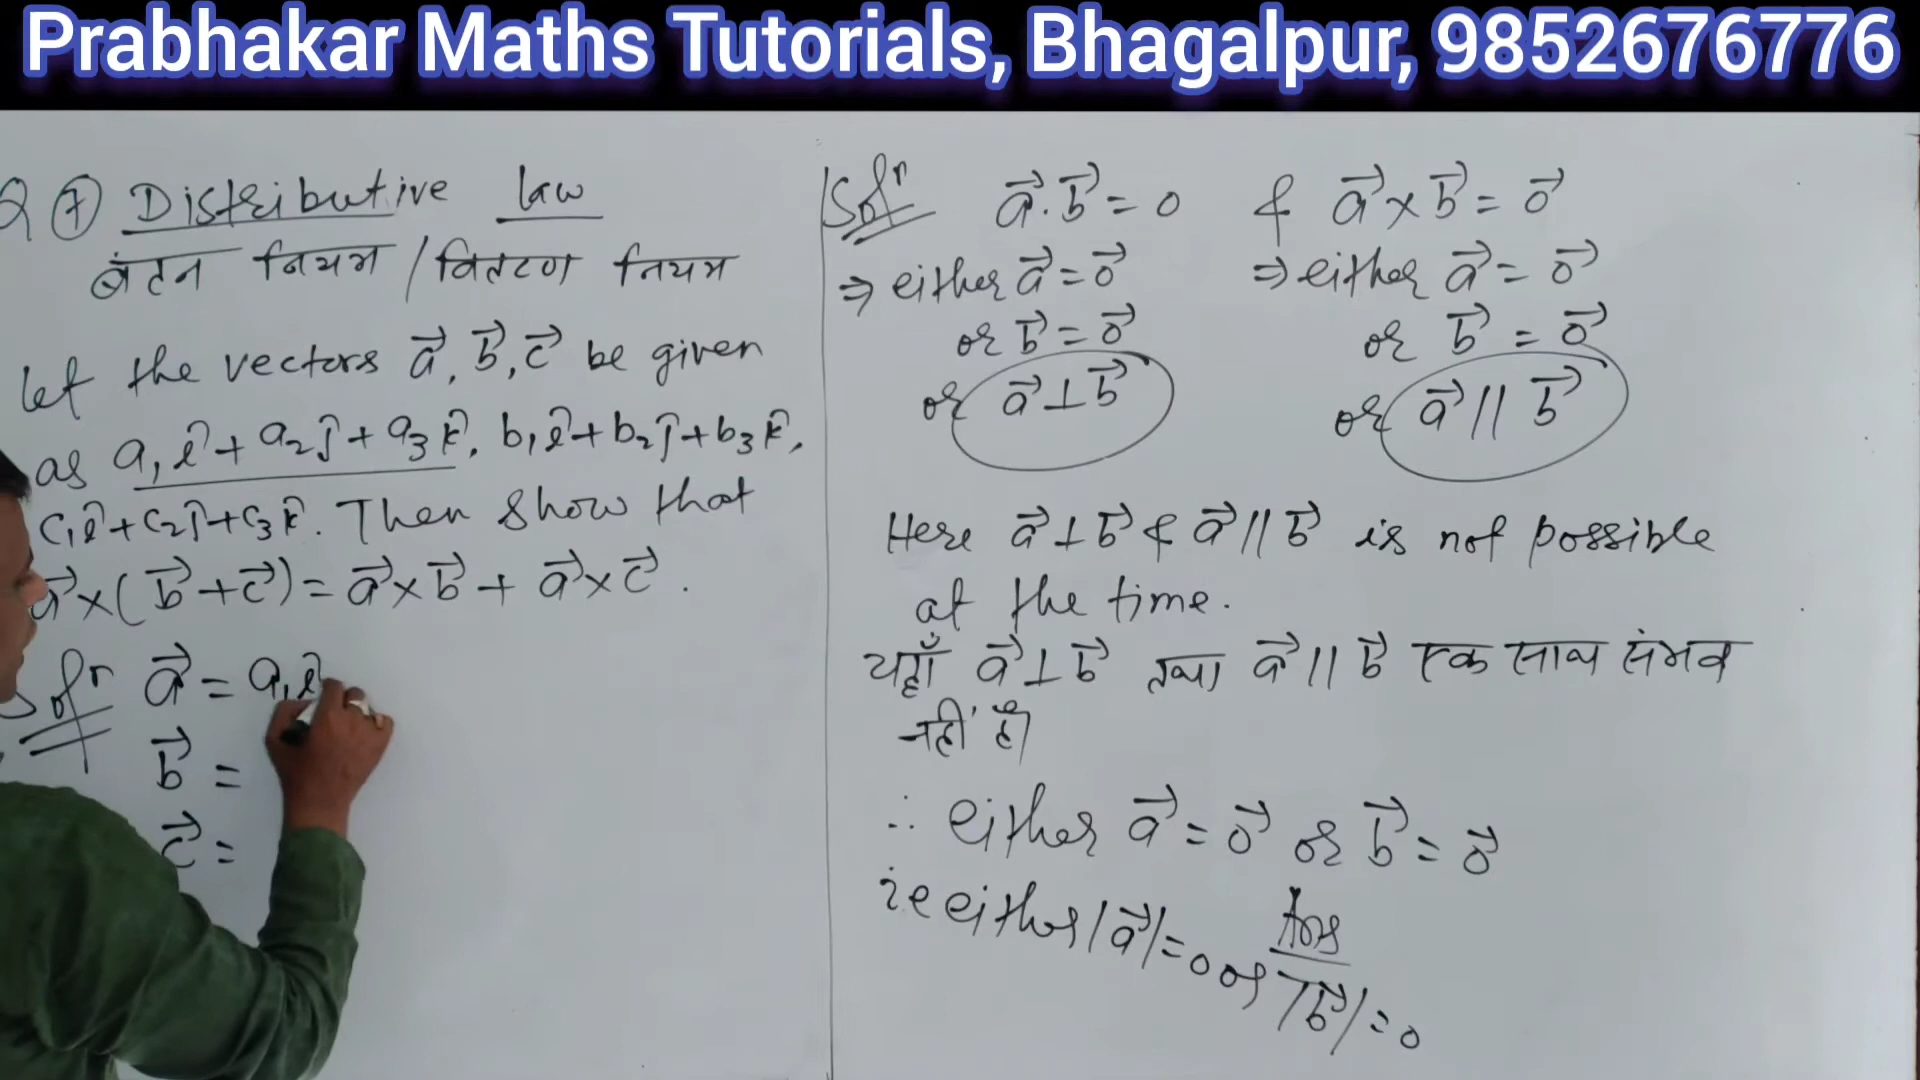 Prabhakar Maths Tutorials, Bhagalpur, 9852676776
Q 7 Distributive law
बंटन नियम / वितरण नियम
Let the vectors a⃗, b⃗, c⃗ be given
as a₁î + a₂ĵ + a₃k̂, b₁î + b₂ĵ + b₃k̂,
c₁î + c₂ĵ + c₃k̂. Then show that
a⃗ × (b⃗ + c⃗) = a⃗ × b⃗ + a⃗ × c⃗.
Solⁿ a⃗ = a₁î
b⃗ =
c⃗ =
Solⁿ a⃗ . b⃗ = 0 & a⃗ × b⃗ = 0⃗
⇒ either a⃗ = 0⃗ ⇒ either a⃗ = 0⃗
or b⃗ = 0⃗ or b⃗ = 0⃗
or a⃗ ⊥ b⃗ or a⃗ // b⃗
Here a⃗ ⊥ b⃗ & a⃗ // b⃗ is not possible
at the time.
यहाँ a⃗ ⊥ b⃗ तथा a⃗ // b⃗ एक साथ संभव
नहीं है।
∴ either a⃗ = 0⃗ or b⃗ = 0⃗
ie either |a⃗| = 0 or |b⃗| = 0
Ans